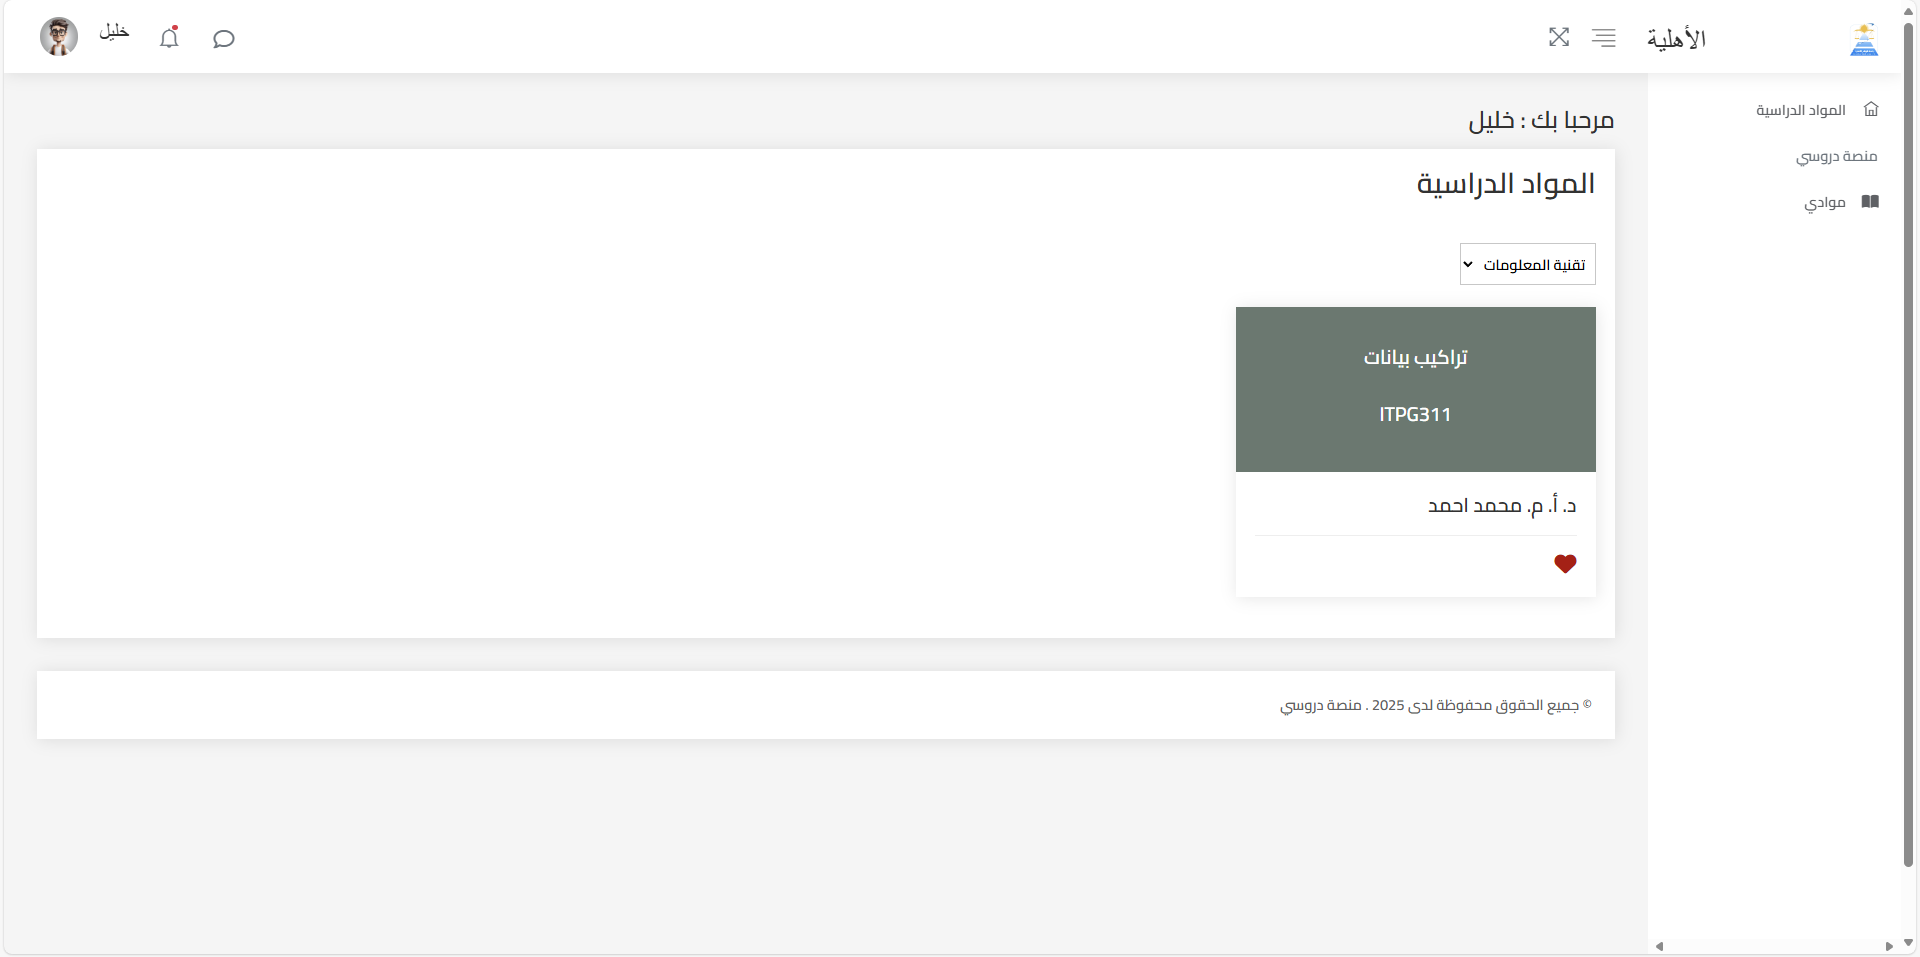 الأهلية
خليل
المواد الدراسية
منصة دروسي
موادي
مرحبا بك : خليل
المواد الدراسية
تقنية المعلومات
تراكيب بيانات
ITPG311
د. أ. م. محمد احمد
© جميع الحقوق محفوظة لدى 2025 . منصة دروسي